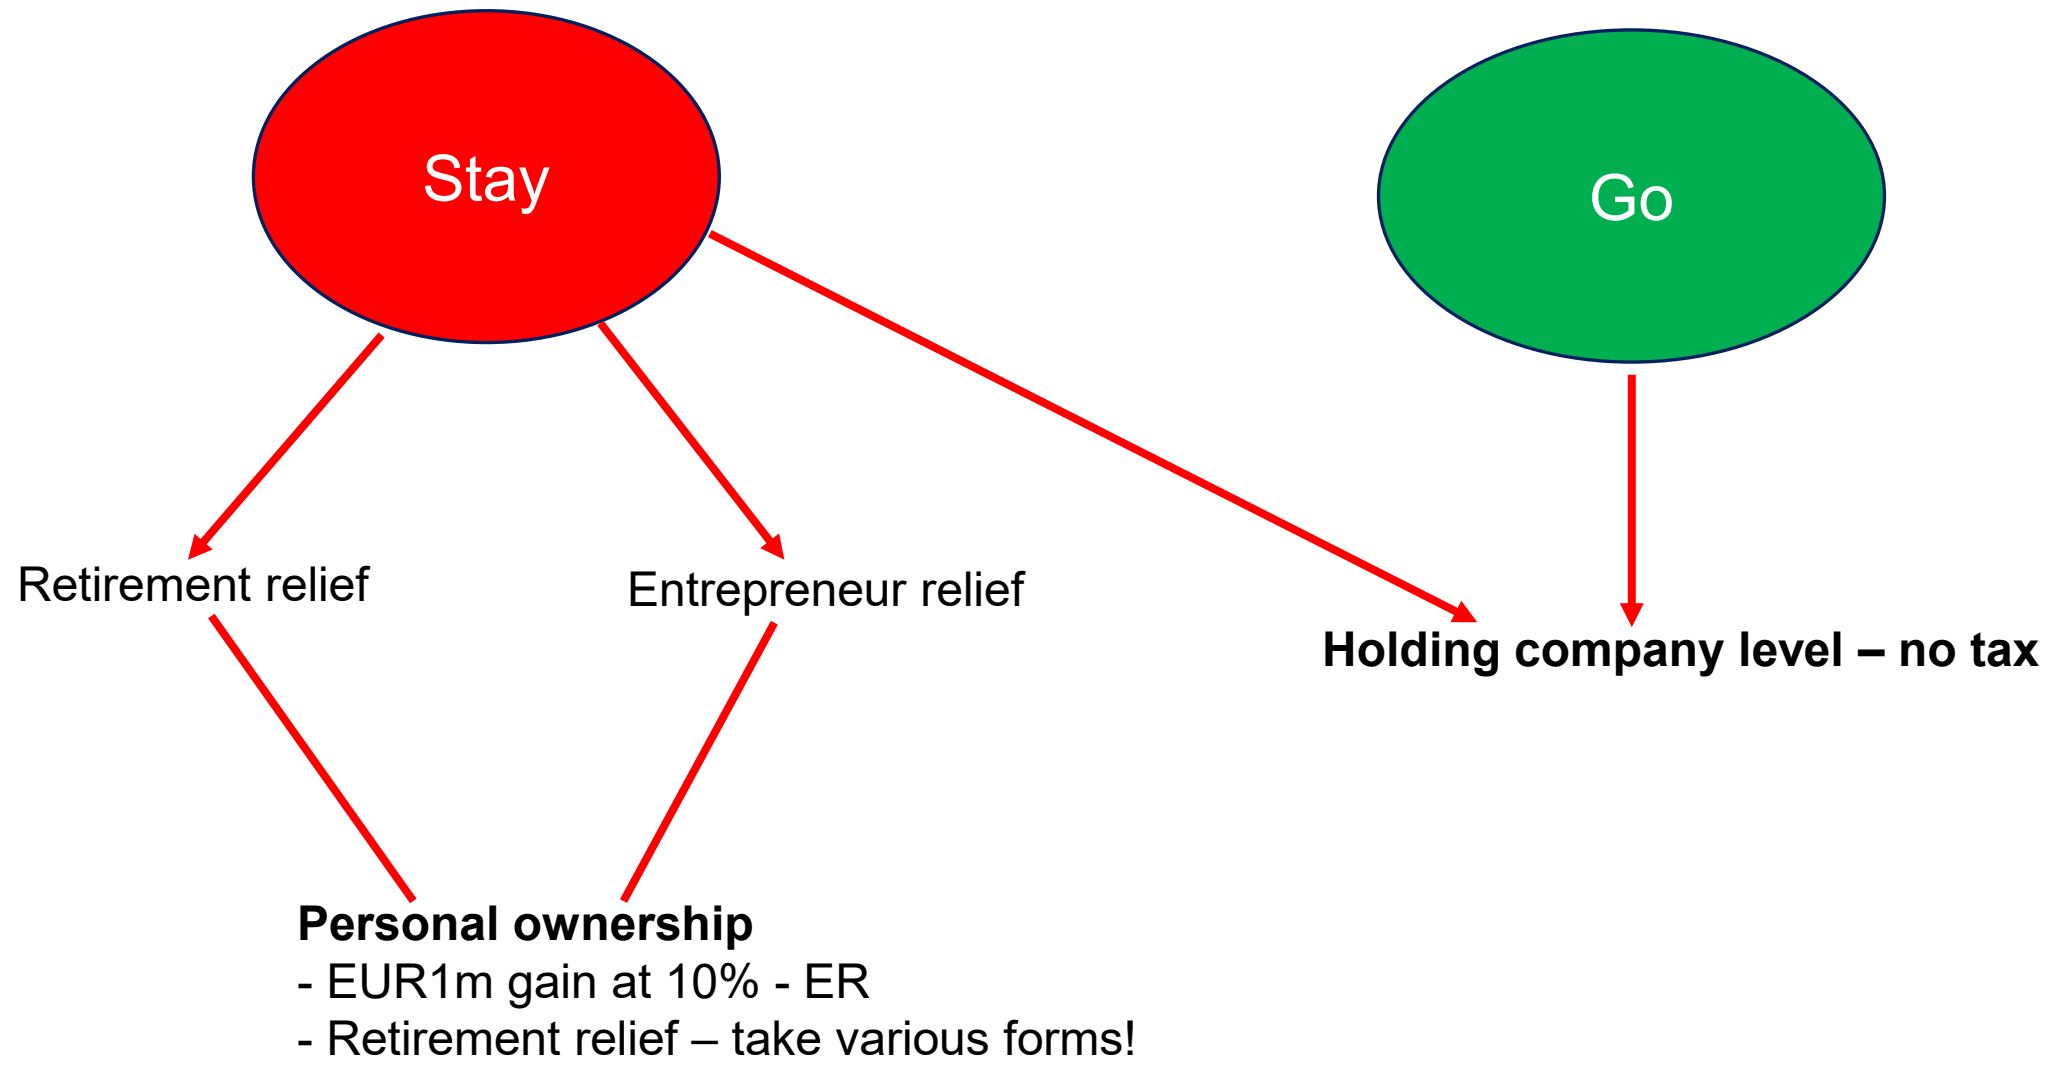 Stay
Go
Retirement relief
Entrepreneur relief
Holding company level – no tax
Personal ownership
- EUR1m gain at 10% - ER
- Retirement relief – take various forms!